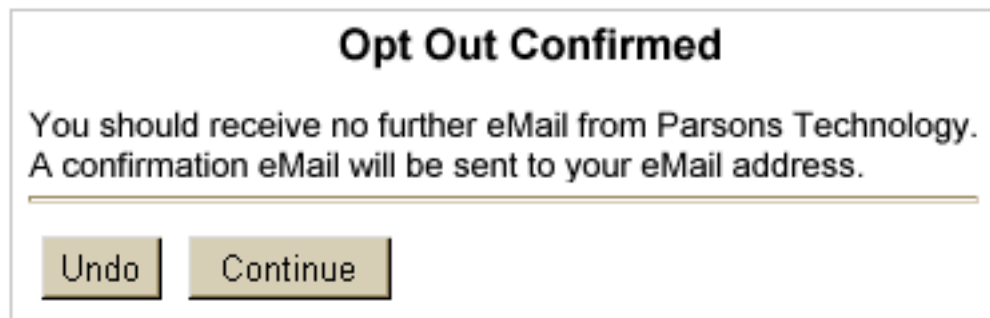 Opt Out Confirmed
You should receive no further eMail from Parsons Technology.
A confirmation eMail will be sent to your eMail address.
Undo Continue